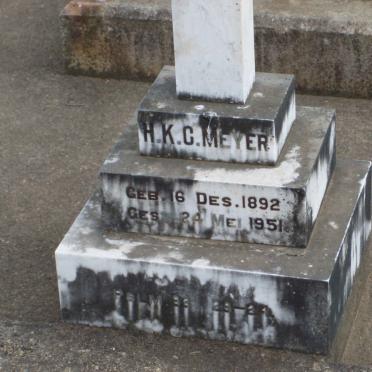 H.K.C. MEYER
GEB. 16 DES. 1892
GES. 24 MEI 1951